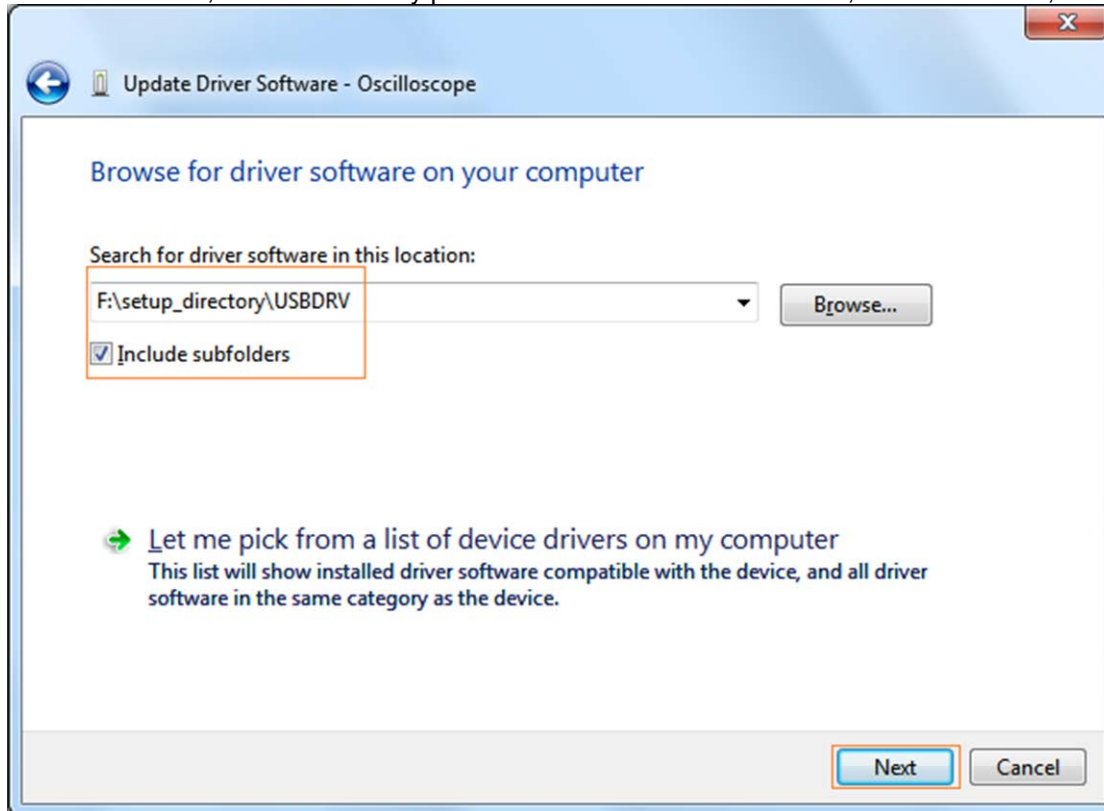 Update Driver Software - Oscilloscope
Browse for driver software on your computer
Search for driver software in this location:
F:\setup_directory\USBDRV
Browse...
Include subfolders
Let me pick from a list of device drivers on my computer
This list will show installed driver software compatible with the device, and all driver
software in the same category as the device.
Next Cancel